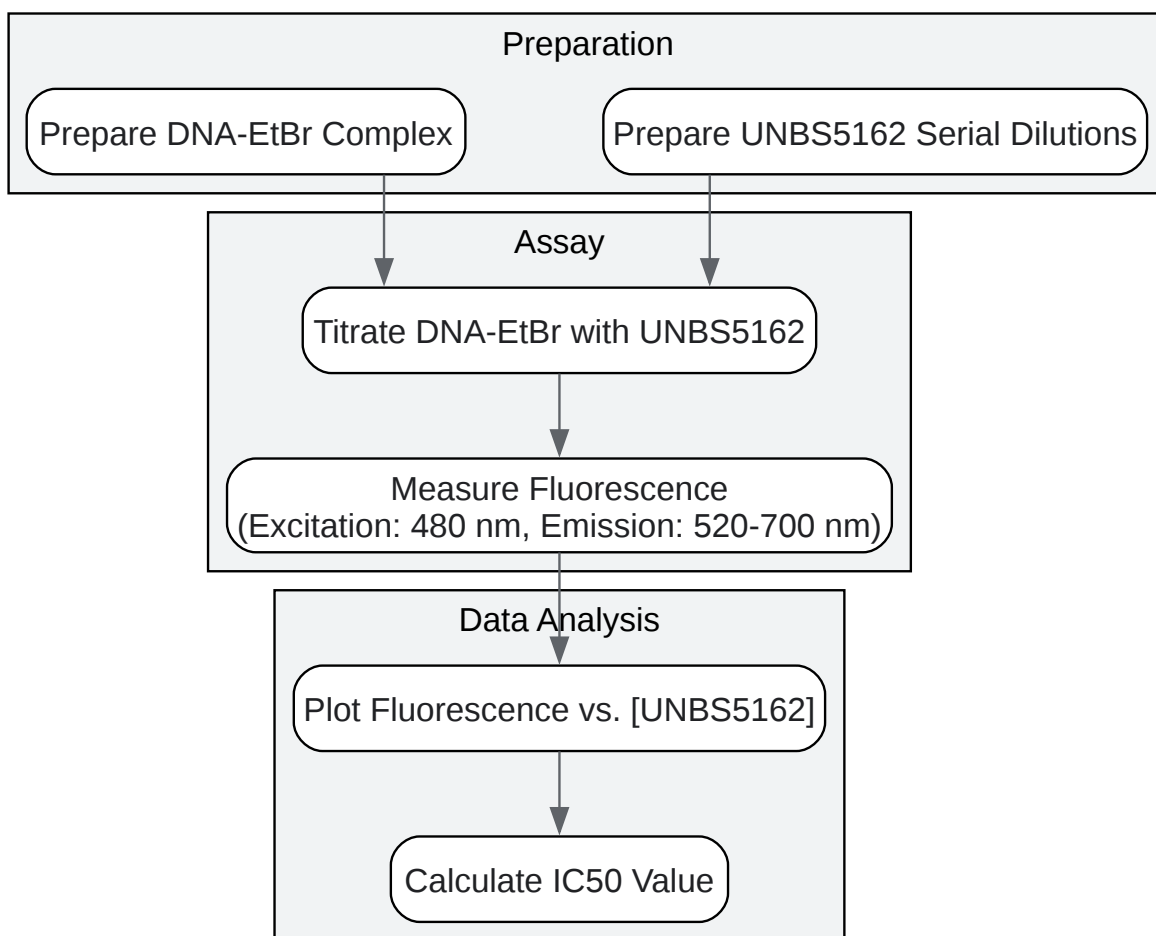 Preparation
Prepare DNA-EtBr Complex
Prepare UNBS5162 Serial Dilutions
Assay
Titrate DNA-EtBr with UNBS5162
Measure Fluorescence
(Excitation: 480 nm, Emission: 520-700 nm)
Data Analysis
Plot Fluorescence vs. [UNBS5162]
Calculate IC50 Value